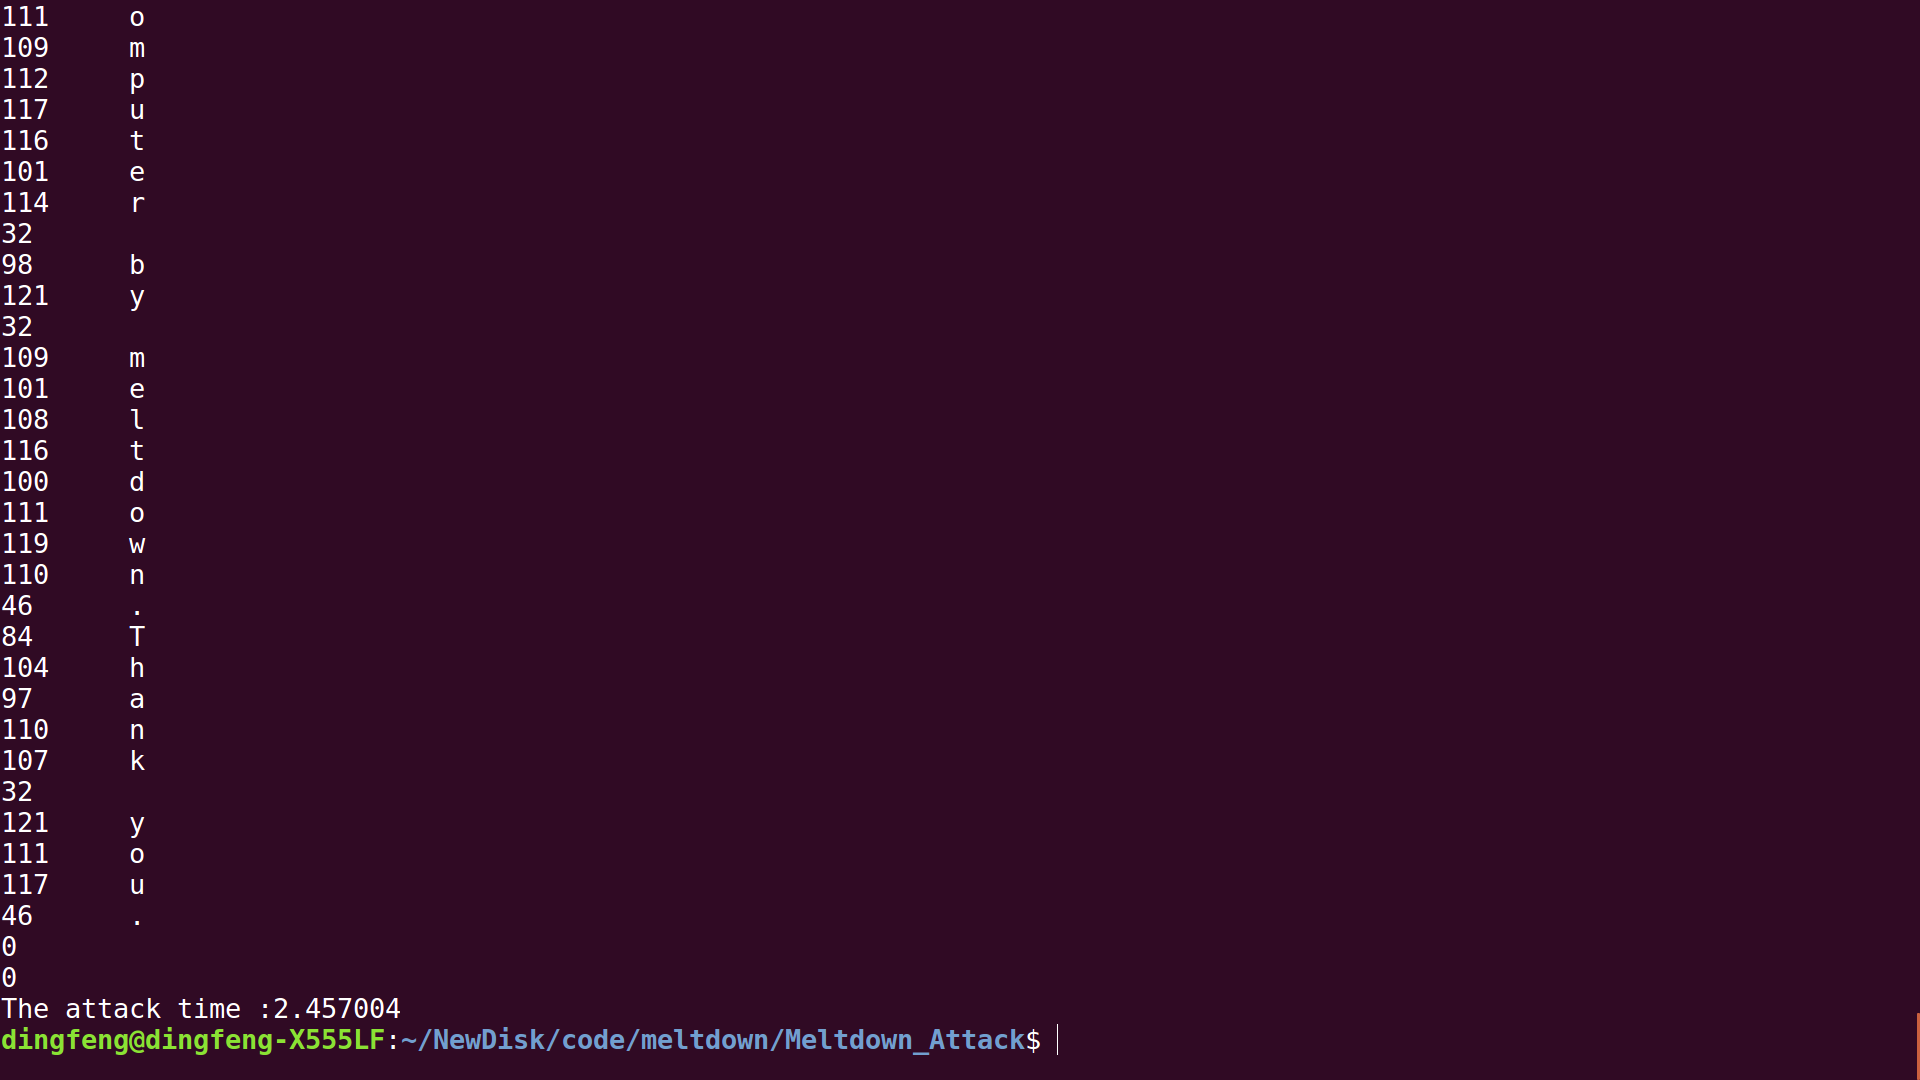 111     o
109     m
112     p
117     u
116     t
101     e
114     r
32
98      b
121     y
32
109     m
101     e
108     l
116     t
100     d
111     o
119     w
110     n
46      .
84      T
104     h
97      a
110     n
107     k
32
121     y
111     o
117     u
46      .
0
0
The attack time :2.457004
dingfeng@dingfeng-X555LF:~/NewDisk/code/meltdown/Meltdown_Attack$